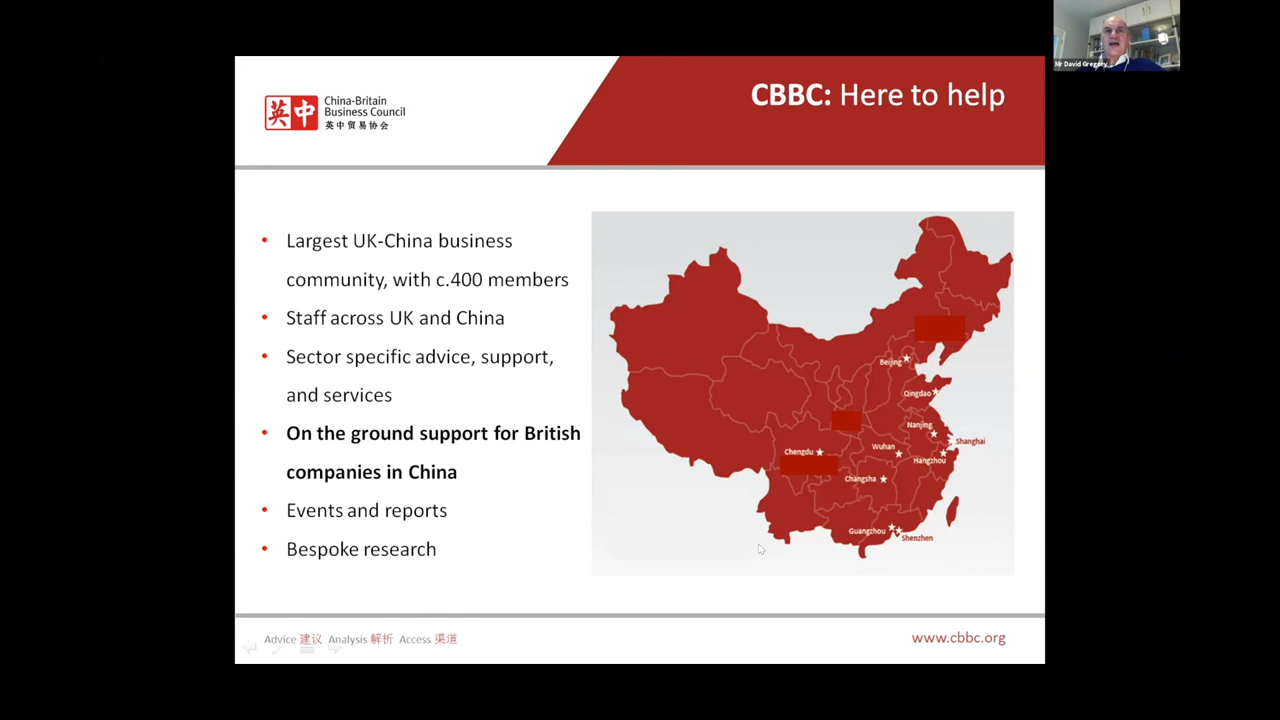 Mr David Gregory
英中
China-Britain
Business Council
英中贸易协会
CBBC: Here to help
• Largest UK-China business
community, with c.400 members
• Staff across UK and China
• Sector specific advice, support,
and services
• On the ground support for British
companies in China
• Events and reports
• Bespoke research
Beijing
Qingdao
Nanjing
Shanghai
Wuhan
Chengdu
Hangzhou
Changsha
Guangzhou
Shenzhen
Advice 建议 Analysis 解析 Access 渠道
www.cbbc.org